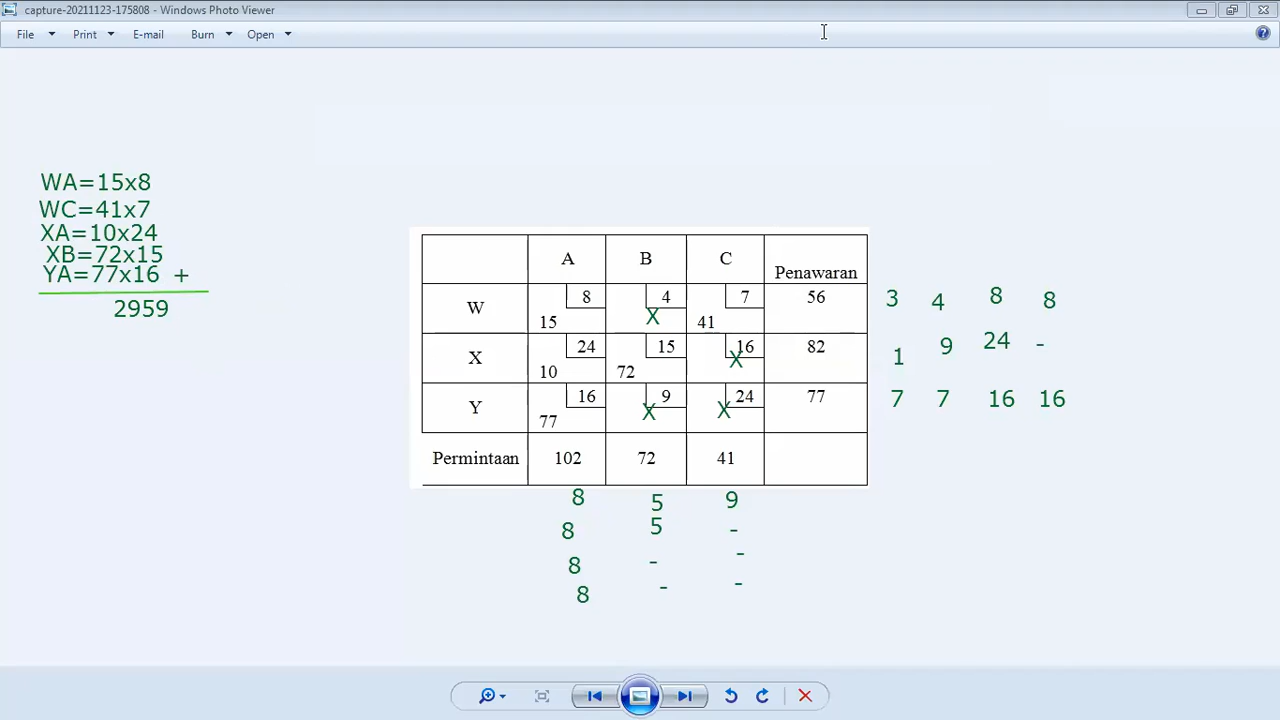 capture-20211123-175808 - Windows Photo Viewer
File Print E-mail Burn Open
WA=15x8
WC=41x7
XA=10x24
XB=72x15
YA=77x16 +
2959
A B C Penawaran
W 8 4 7 56 3 4 8 8
15 X 41
X 24 15 16 82 1 9 24 -
10 72 X
Y 16 9 24 77 7 7 16 16
77 X X
Permintaan 102 72 41
8 5 9
8 5 -
8 - -
8 - -